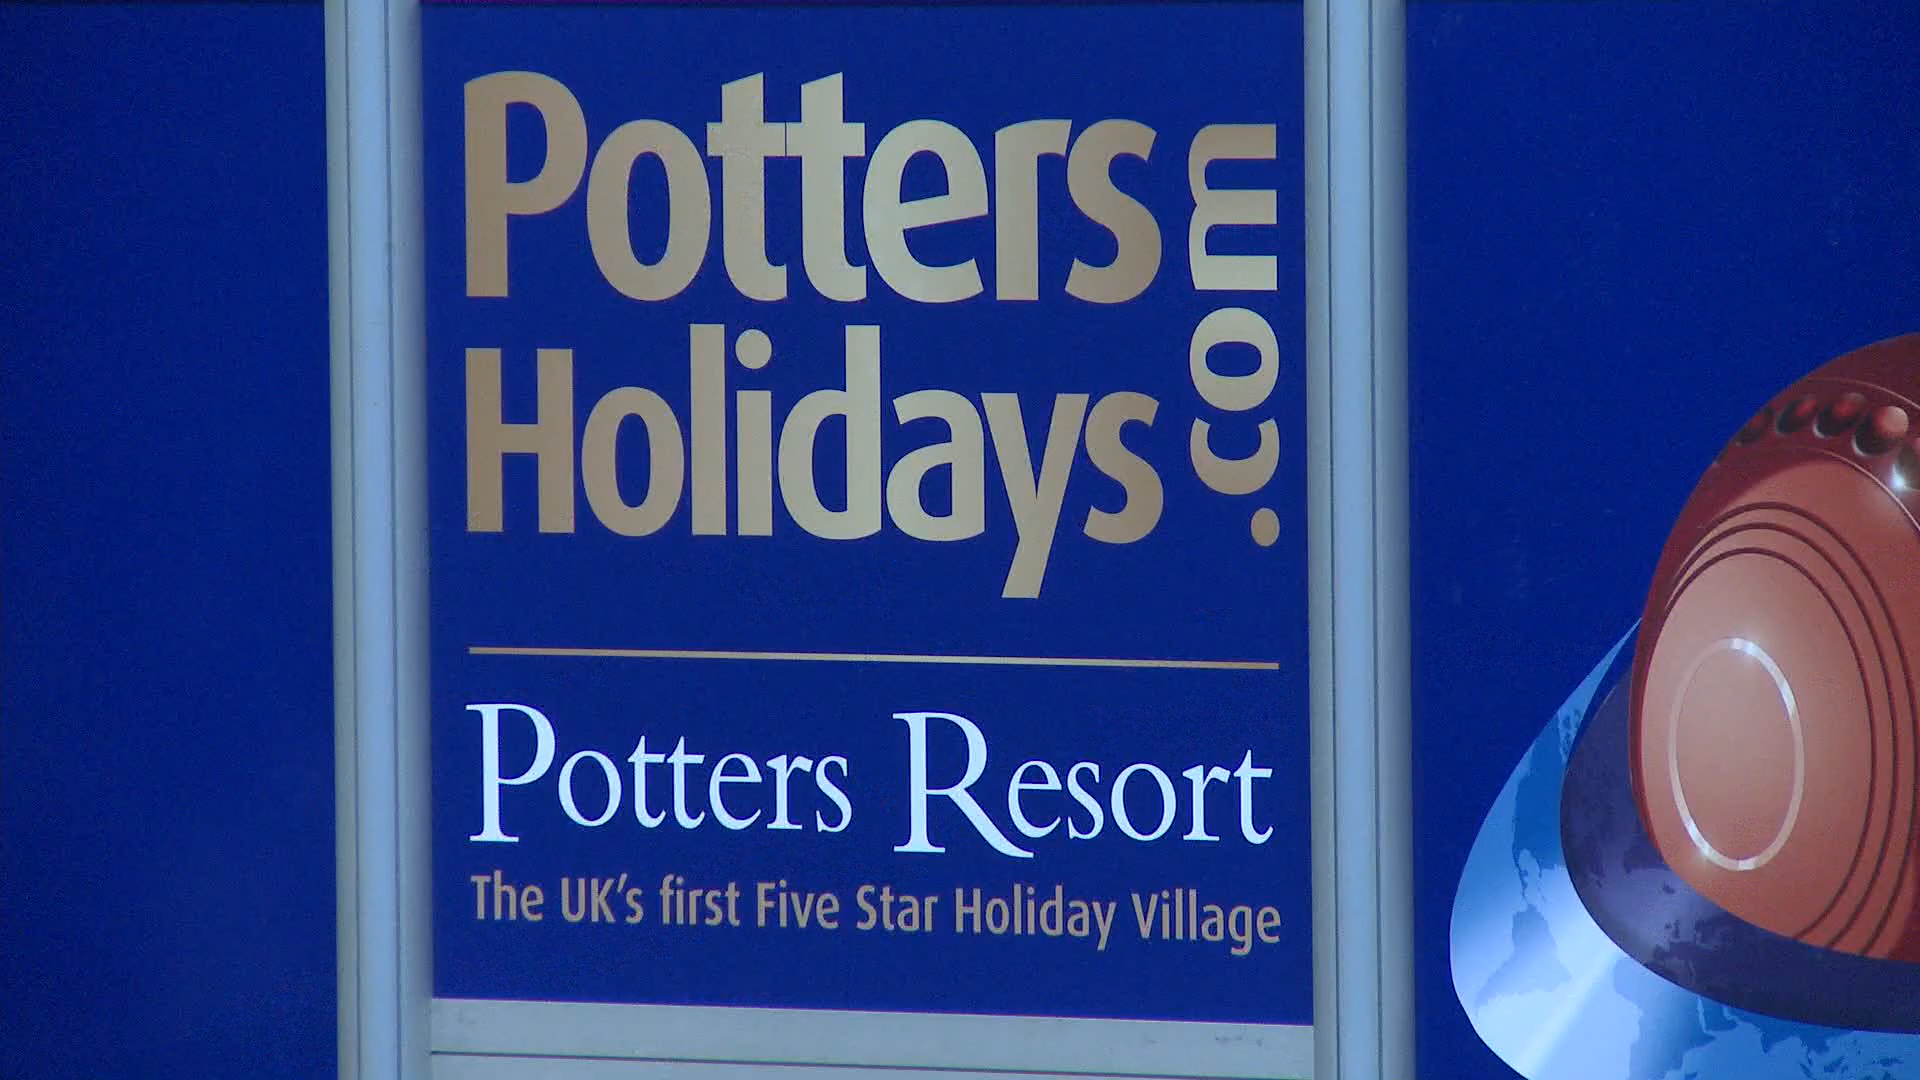 Potters
Holidays
.com
Potters Resort
The UK's first Five Star Holiday Village